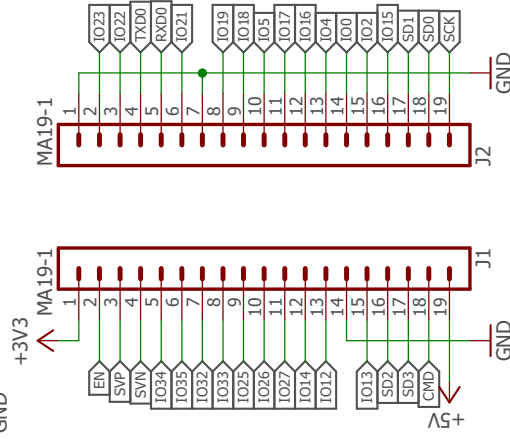 IO23
IO22
TXD0
RXD0
IO21
IO19
IO18
IO5
IO17
IO16
IO4
IO0
IO2
IO15
SD1
SD0
SCK
GND
1
2
3
4
5
6
7
8
9
10
11
12
13
14
15
16
17
18
19
MA19-1
J2
MA19-1
J1
1
2
3
4
5
6
7
8
9
10
11
12
13
14
15
16
17
18
19
+3V3
EN
SVP
SVN
IO34
IO35
IO32
IO33
IO25
IO26
IO27
IO14
IO12
IO13
SD2
SD3
CMD
+5V
GND
GND